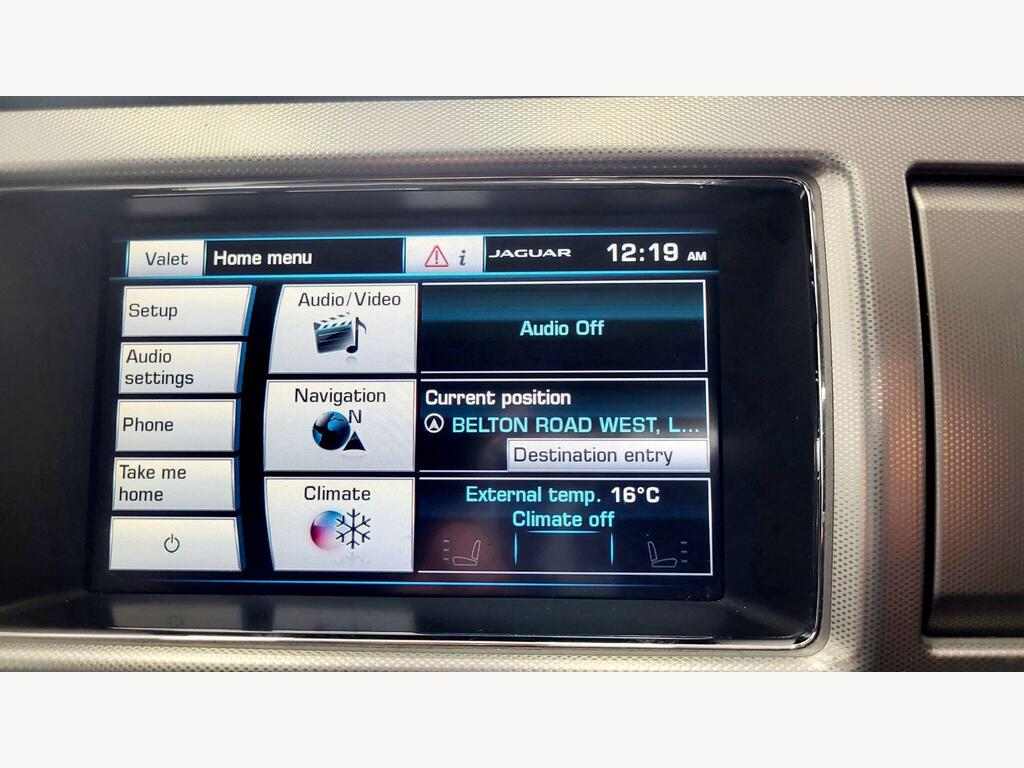 Valet
Home menu
i
JAGUAR
12:19 AM
Setup
Audio
settings
Phone
Take me
home
Audio/Video
Navigation
N
Climate
Audio Off
Current position
BELTON ROAD WEST, L...
Destination entry
External temp. 16°C
Climate off